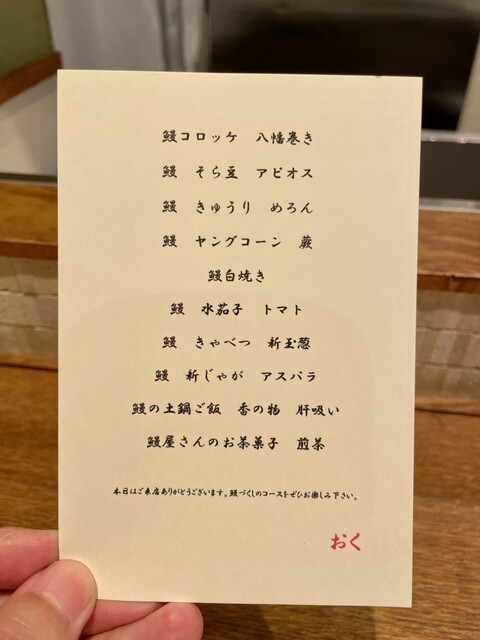 鰻コロッケ 八幡巻き
鰻 そら豆 アピオス
鰻 きゅうり めろん
鰻 ヤングコーン 蕨
鰻白焼き
鰻 水茄子 トマト
鰻 きゃべつ 新玉葱
鰻 新じゃが アスパラ
鰻の土鍋ご飯 香の物 肝吸い
鰻屋さんのお茶菓子 煎茶
本日はご来店ありがとうございます。鰻づくしのコースをぜひお楽しみ下さい。
おく